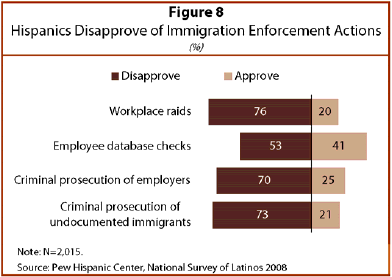 Figure 8
Hispanics Disapprove of Immigration Enforcement Actions
(%)
Disapprove Approve
Workplace raids 76 20
Employee database checks 53 41
Criminal prosecution of employers 70 25
Criminal prosecution of
undocumented immigrants 73 21
Note: N=2,015.
Source: Pew Hispanic Center, National Survey of Latinos 2008